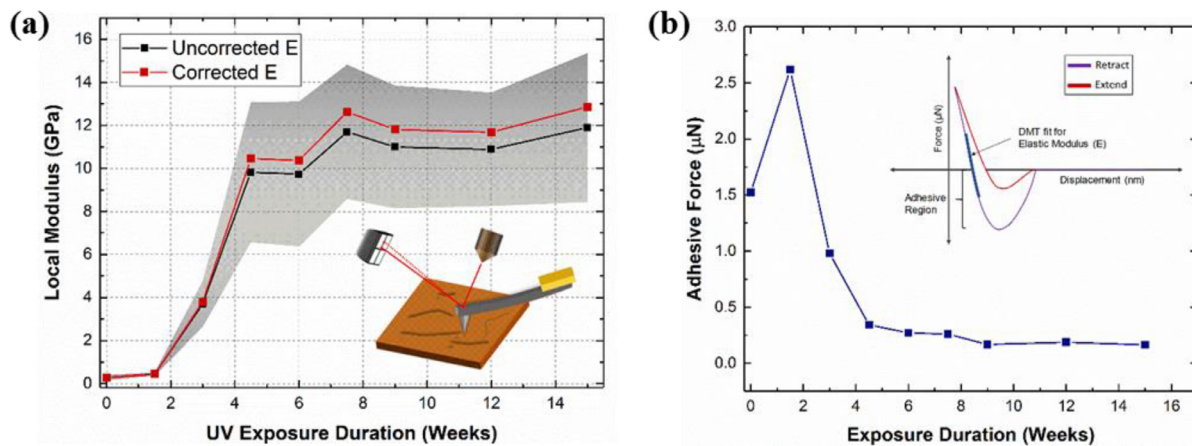 (a)
16
14
12
10
8
6
4
2
0
Local Modulus (GPa)
Uncorrected E
Corrected E
0 2 4 6 8 10 12 14
UV Exposure Duration (Weeks)
(b)
3.0
2.5
2.0
1.5
1.0
0.5
0.0
Adhesive Force (µN)
Retract
Extend
Force (µN)
DMT fit for
Elastic Modulus (E)
Displacement (nm)
Adhesive
Region
0 2 4 6 8 10 12 14 16
Exposure Duration (Weeks)